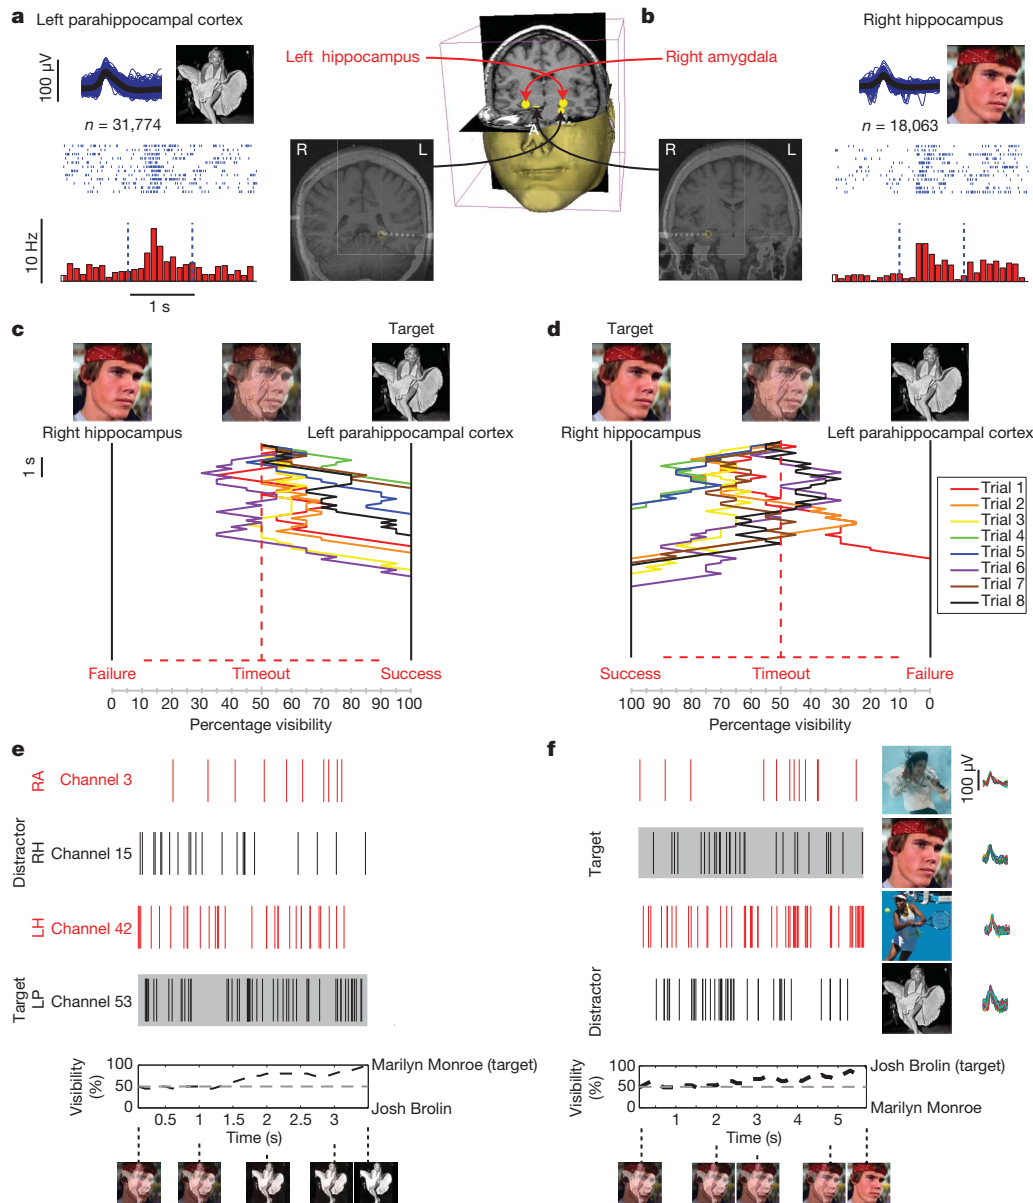 a Left parahippocampal cortex
100 µV
n = 31,774
10 Hz
1 s
Left hippocampus
Right amygdala
A
R L
R L
b Right hippocampus
n = 18,063
c Target
Right hippocampus Left parahippocampal cortex
1 s
Failure Timeout Success
0 10 20 30 40 50 60 70 80 90 100
Percentage visibility
d Target
Right hippocampus Left parahippocampal cortex
Trial 1
Trial 2
Trial 3
Trial 4
Trial 5
Trial 6
Trial 7
Trial 8
Success Timeout Failure
100 90 80 70 60 50 40 30 20 10 0
Percentage visibility
e
RA Channel 3
Distractor RH Channel 15
LH Channel 42
Target LP Channel 53
Visibility (%)
100
50
0
Marilyn Monroe (target)
Josh Brolin
0.5 1 1.5 2 2.5 3
Time (s)
f
100 µV
Target
Distractor
Visibility (%)
100
50
0
Josh Brolin (target)
Marilyn Monroe
1 2 3 4 5
Time (s)